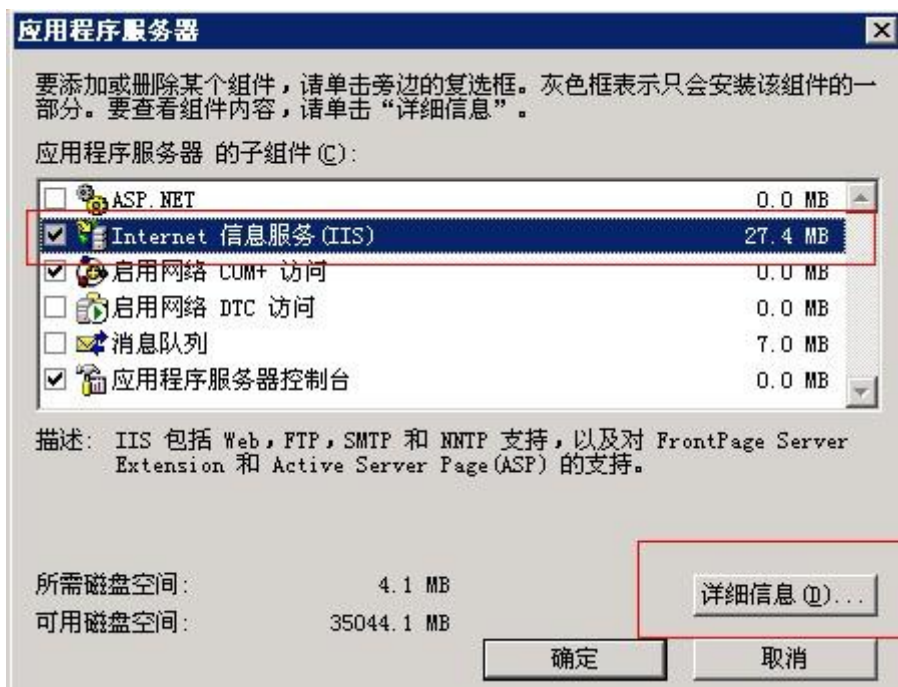 应用程序服务器
要添加或删除某个组件，请单击旁边的复选框。灰色框表示只会安装该组件的一
部分。要查看组件内容，请单击“详细信息”。
应用程序服务器 的子组件(C):
ASP.NET 0.0 MB
Internet 信息服务(IIS) 27.4 MB
启用网络 COM+ 访问 0.0 MB
启用网络 DTC 访问 0.0 MB
消息队列 7.0 MB
应用程序服务器控制台 0.0 MB
描述: IIS 包括 Web，FTP，SMTP 和 NNTP 支持，以及对 FrontPage Server
Extension 和 Active Server Page(ASP) 的支持。
所需磁盘空间: 4.1 MB
详细信息(D)...
可用磁盘空间: 35044.1 MB
确定 取消